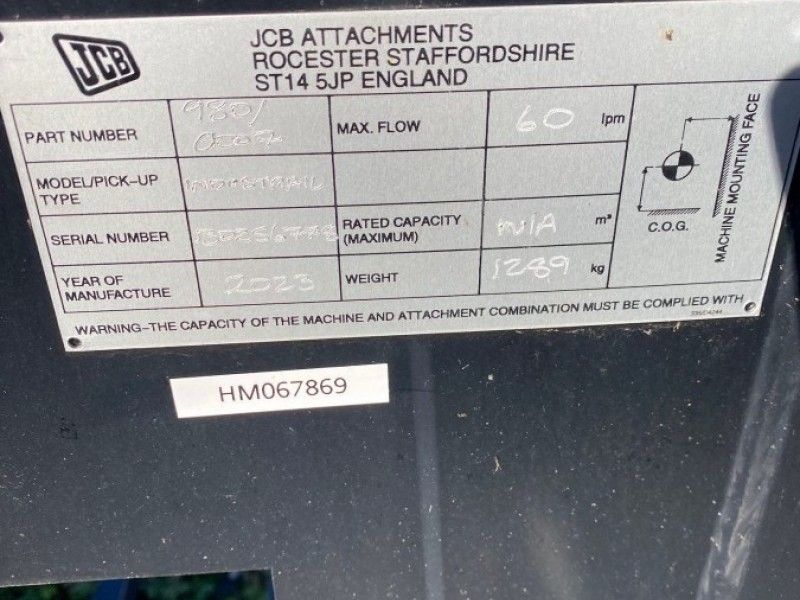 JCB
JCB ATTACHMENTS
ROCESTER STAFFORDSHIRE
ST14 5JP ENGLAND
PART NUMBER 980/
MAX. FLOW 60 lpm
MODEL/PICK-UP
TYPE INDUSTRIAL
SERIAL NUMBER
RATED CAPACITY
(MAXIMUM) N/A m³
YEAR OF
MANUFACTURE 2023
WEIGHT 1289 kg
C.O.G.
MACHINE MOUNTING FACE
WARNING–THE CAPACITY OF THE MACHINE AND ATTACHMENT COMBINATION MUST BE COMPLIED WITH
HM067869